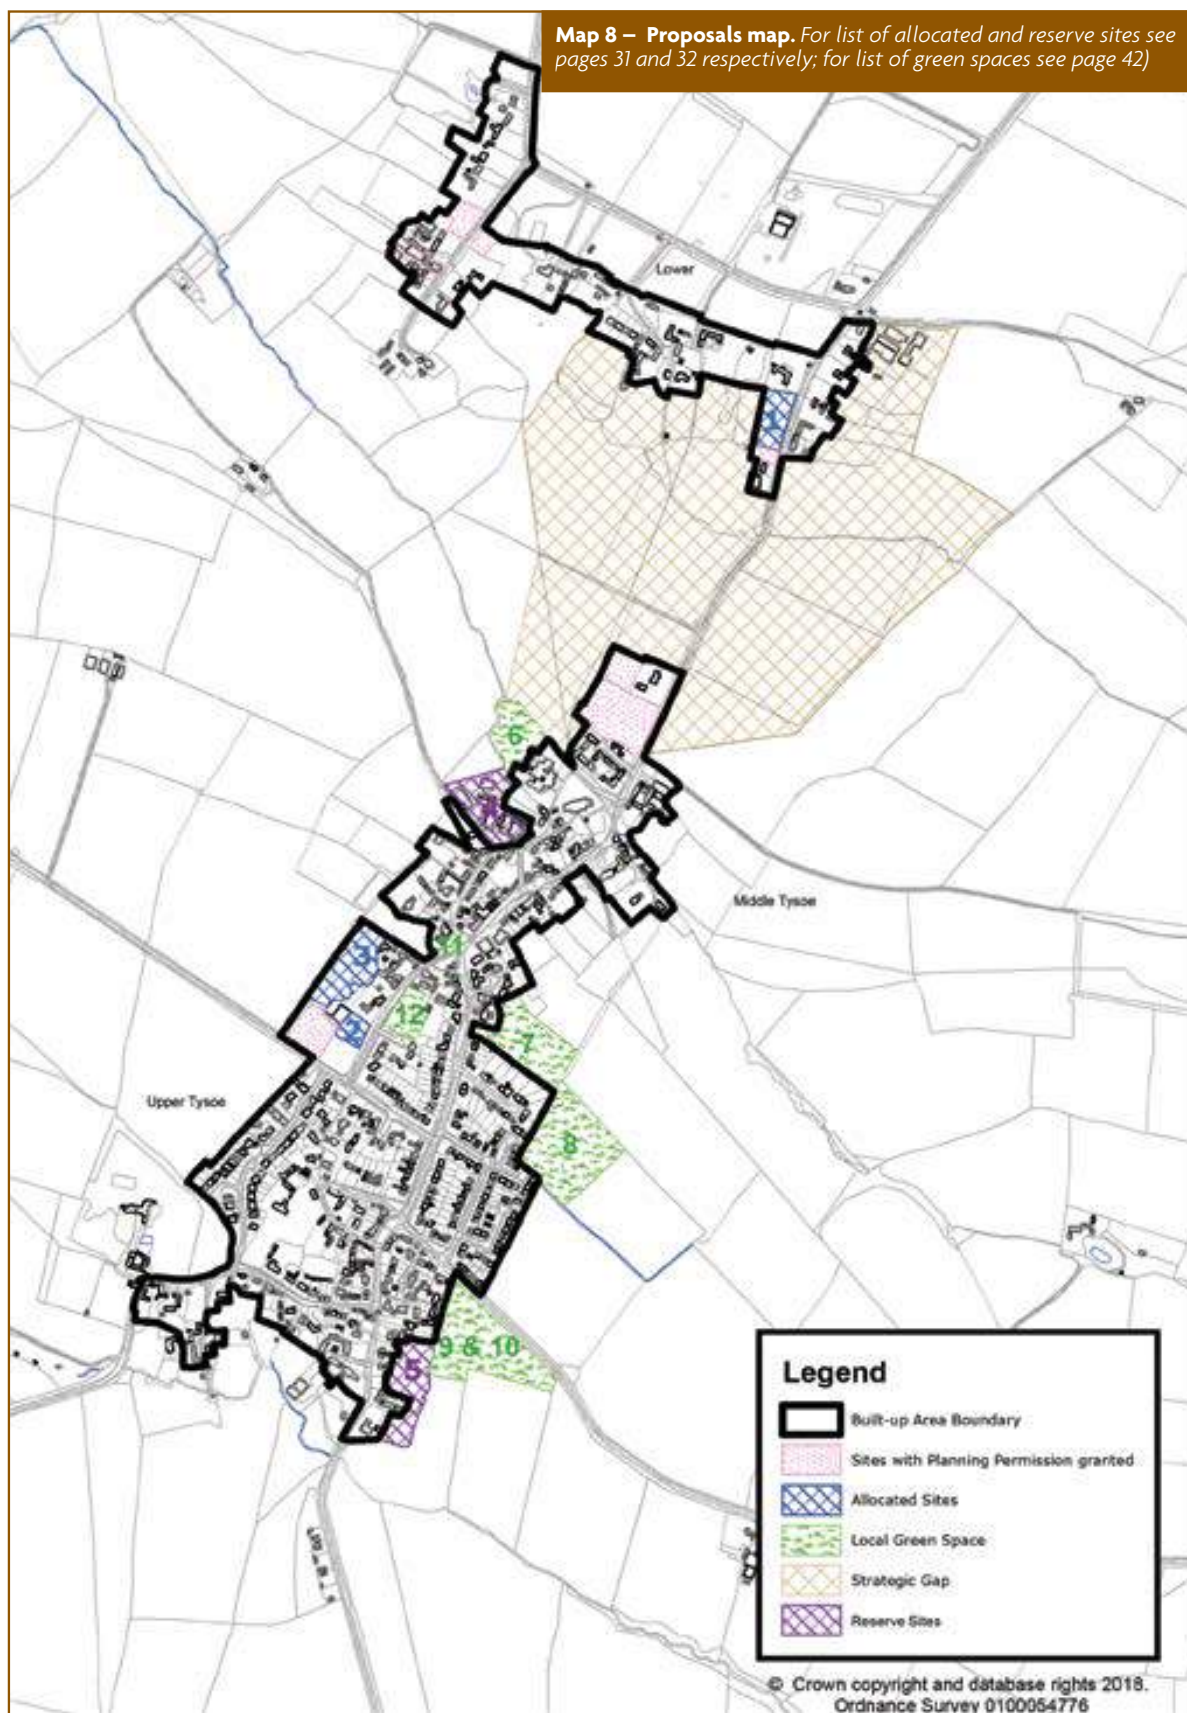 Map 8 – Proposals map. For list of allocated and reserve sites see
pages 31 and 32 respectively; for list of green spaces see page 42)
Lower
1
6
4
Middle Tysoe
3
11
12
2
7
Upper Tysoe
8
9 & 10
5
Legend
Built-up Area Boundary
Sites with Planning Permission granted
Allocated Sites
Local Green Space
Strategic Gap
Reserve Sites
© Crown copyright and database rights 2018.
Ordnance Survey 0100054776